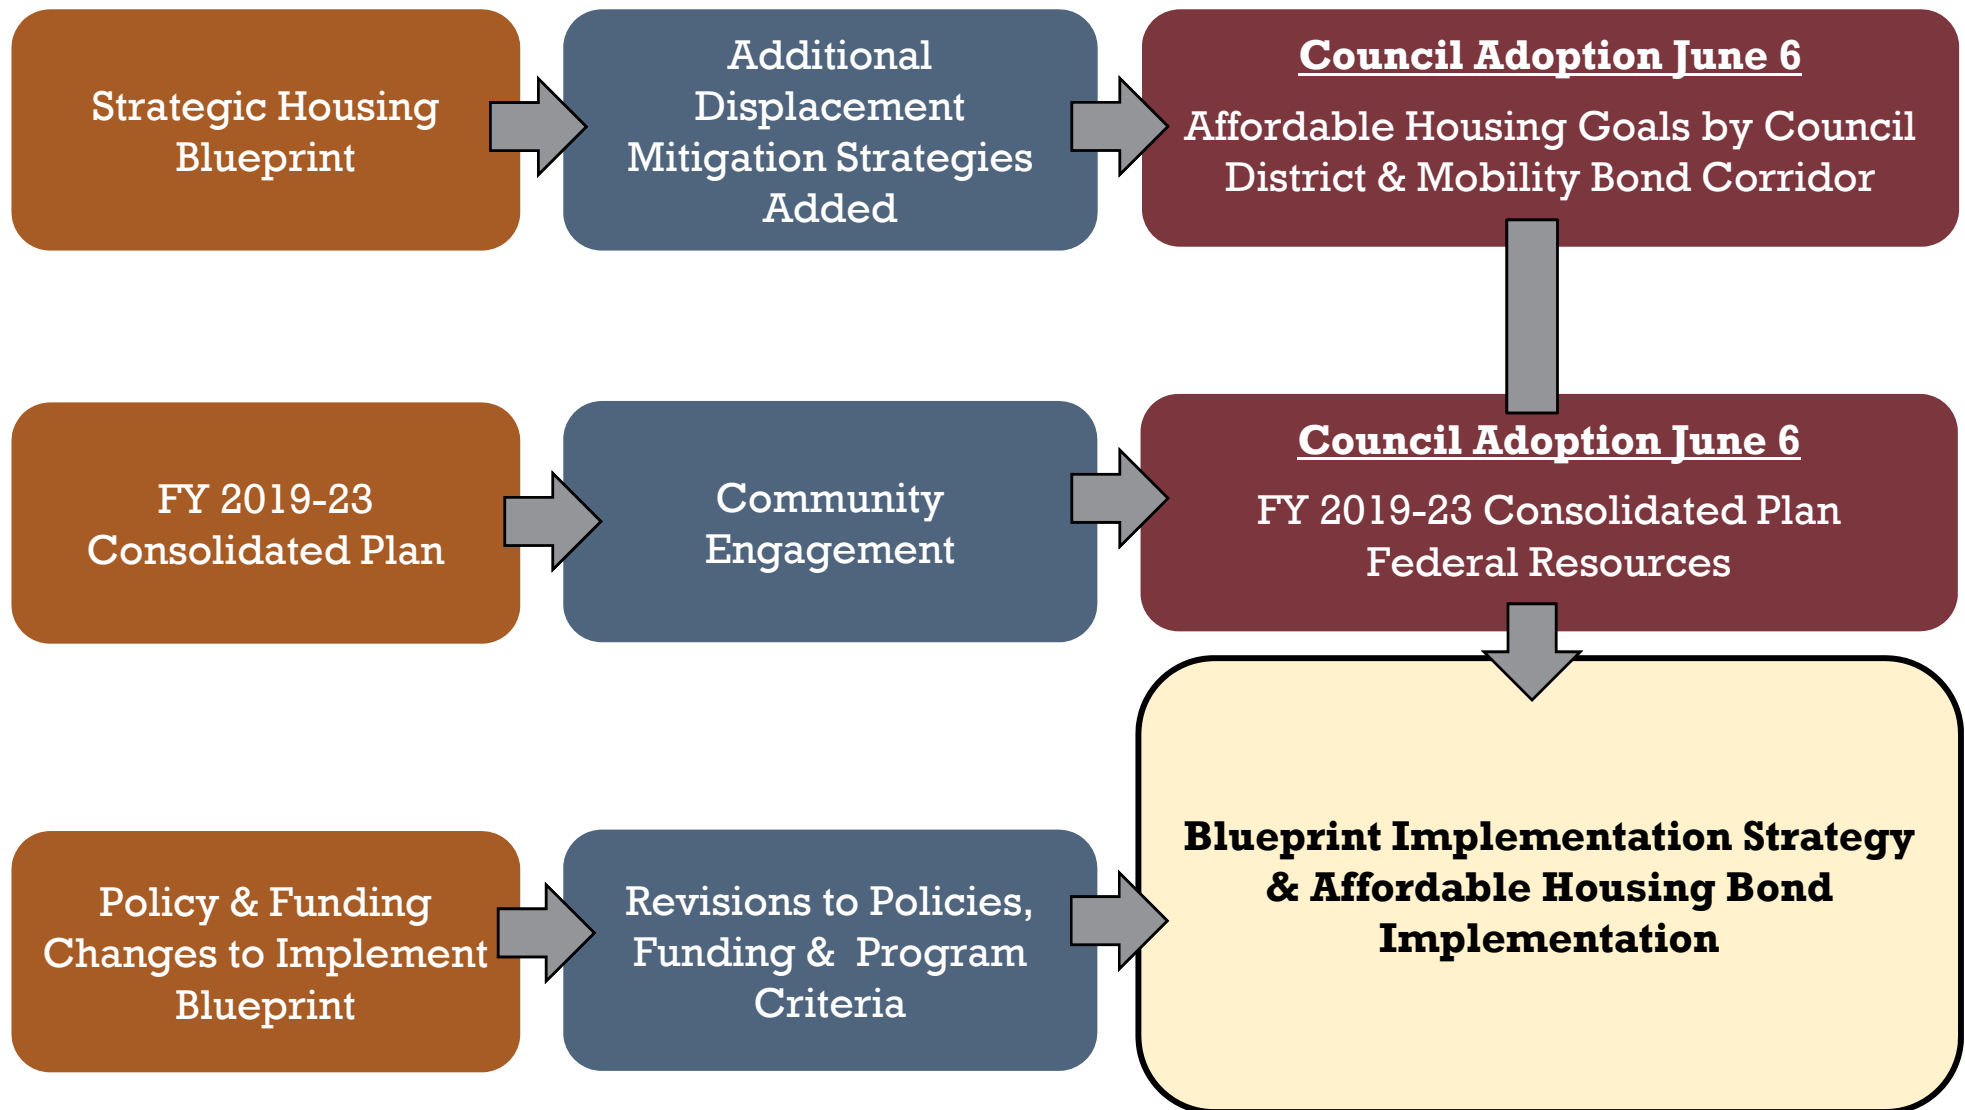 Strategic Housing
Blueprint
Additional
Displacement
Mitigation Strategies
Added
Council Adoption June 6
Affordable Housing Goals by Council
District & Mobility Bond Corridor
FY 2019-23
Consolidated Plan
Community
Engagement
Council Adoption June 6
FY 2019-23 Consolidated Plan
Federal Resources
Policy & Funding
Changes to Implement
Blueprint
Revisions to Policies,
Funding & Program
Criteria
Blueprint Implementation Strategy
& Affordable Housing Bond
Implementation